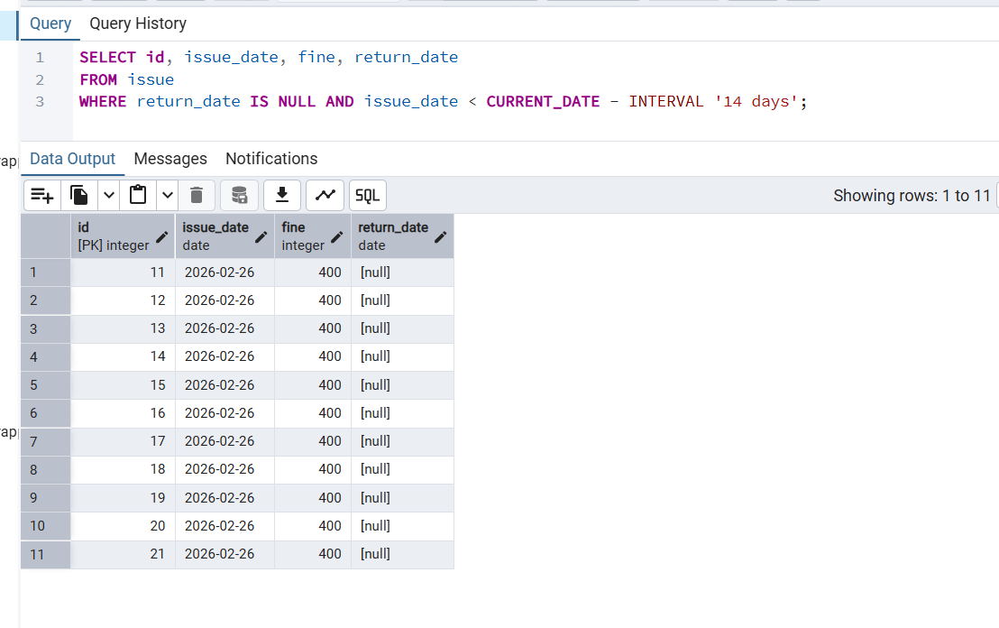 Query Query History
1 SELECT id, issue_date, fine, return_date
2 FROM issue
3 WHERE return_date IS NULL AND issue_date < CURRENT_DATE - INTERVAL '14 days';
Data Output Messages Notifications
SQL Showing rows: 1 to 11
id issue_date fine return_date
[PK] integer date integer date
1 11 2026-02-26 400 [null]
2 12 2026-02-26 400 [null]
3 13 2026-02-26 400 [null]
4 14 2026-02-26 400 [null]
5 15 2026-02-26 400 [null]
6 16 2026-02-26 400 [null]
7 17 2026-02-26 400 [null]
8 18 2026-02-26 400 [null]
9 19 2026-02-26 400 [null]
10 20 2026-02-26 400 [null]
11 21 2026-02-26 400 [null]